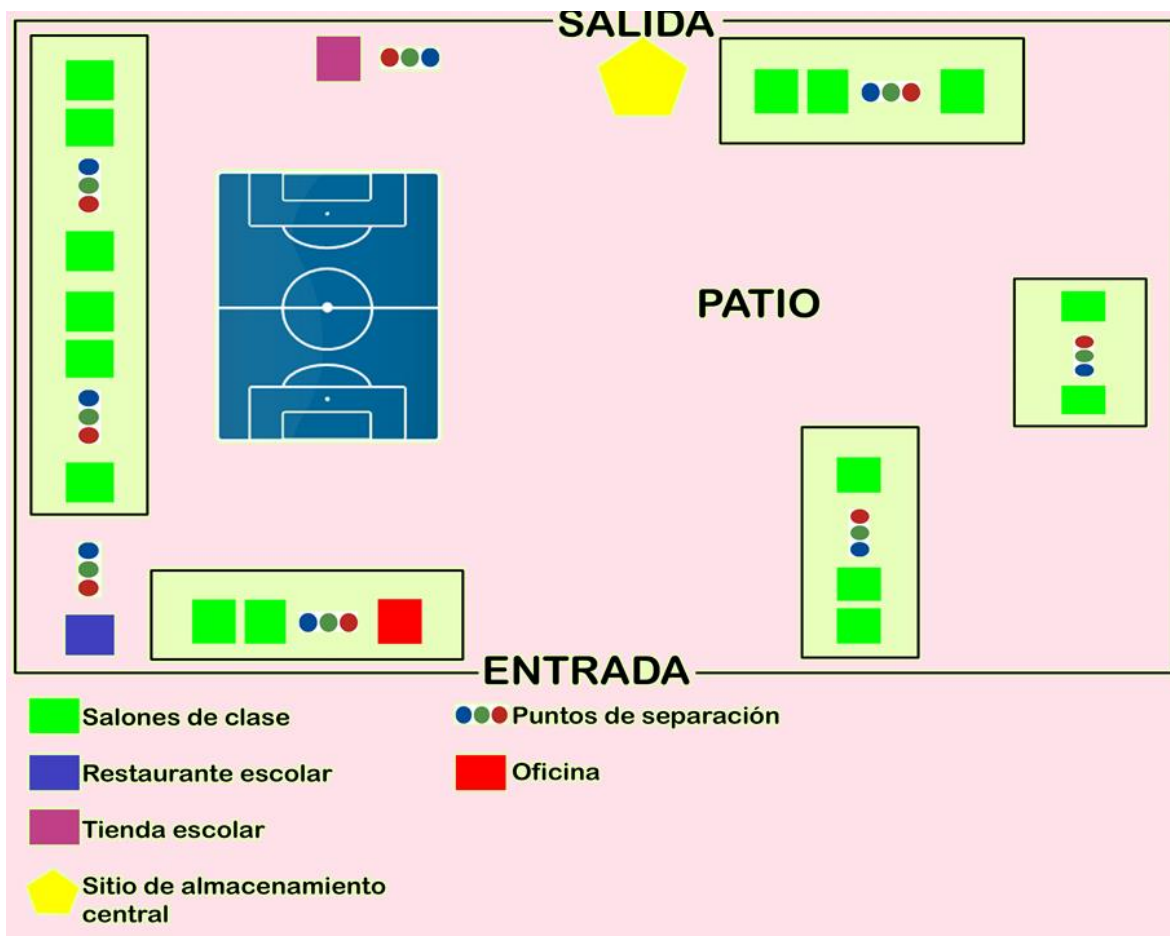 SALIDA
PATIO
ENTRADA
Salones de clase
Puntos de separación
Restaurante escolar
Oficina
Tienda escolar
Sitio de almacenamiento
central